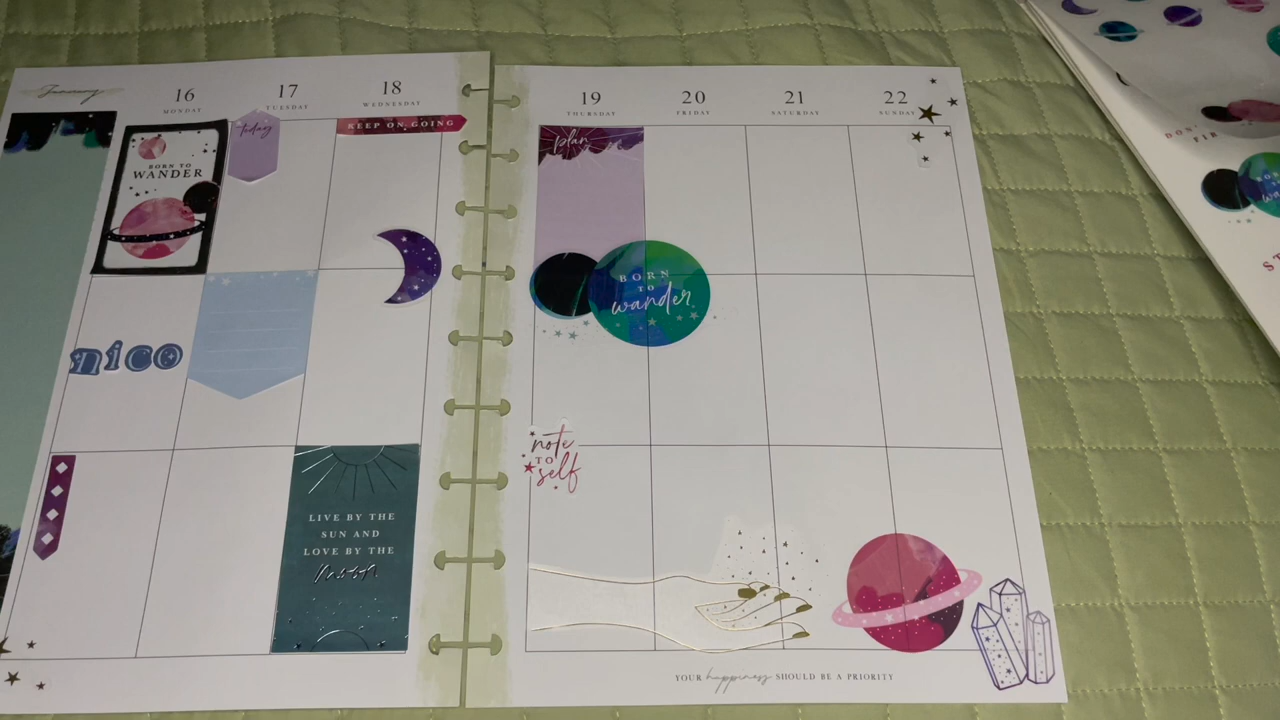 January
16
MONDAY
17
TUESDAY
18
WEDNESDAY
19
THURSDAY
20
FRIDAY
21
SATURDAY
22
SUNDAY
BORN TO
WANDER
today
KEEP ON GOING
plan
nico
BORN
TO
wander
note
TO
self
LIVE BY THE
SUN AND
LOVE BY THE
moon
YOUR happiness SHOULD BE A PRIORITY